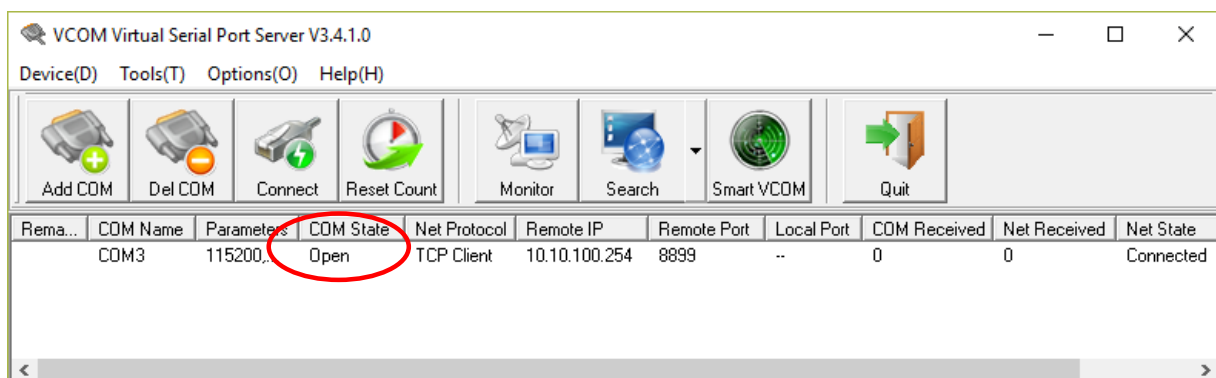 VCOM Virtual Serial Port Server V3.4.1.0
Device(D) Tools(T) Options(O) Help(H)
Add COM Del COM Connect Reset Count Monitor Search Smart VCOM Quit
Rema... COM Name Parameters COM State Net Protocol Remote IP Remote Port Local Port COM Received Net Received Net State
COM3 115200,... Open TCP Client 10.10.100.254 8899 -- 0 0 Connected